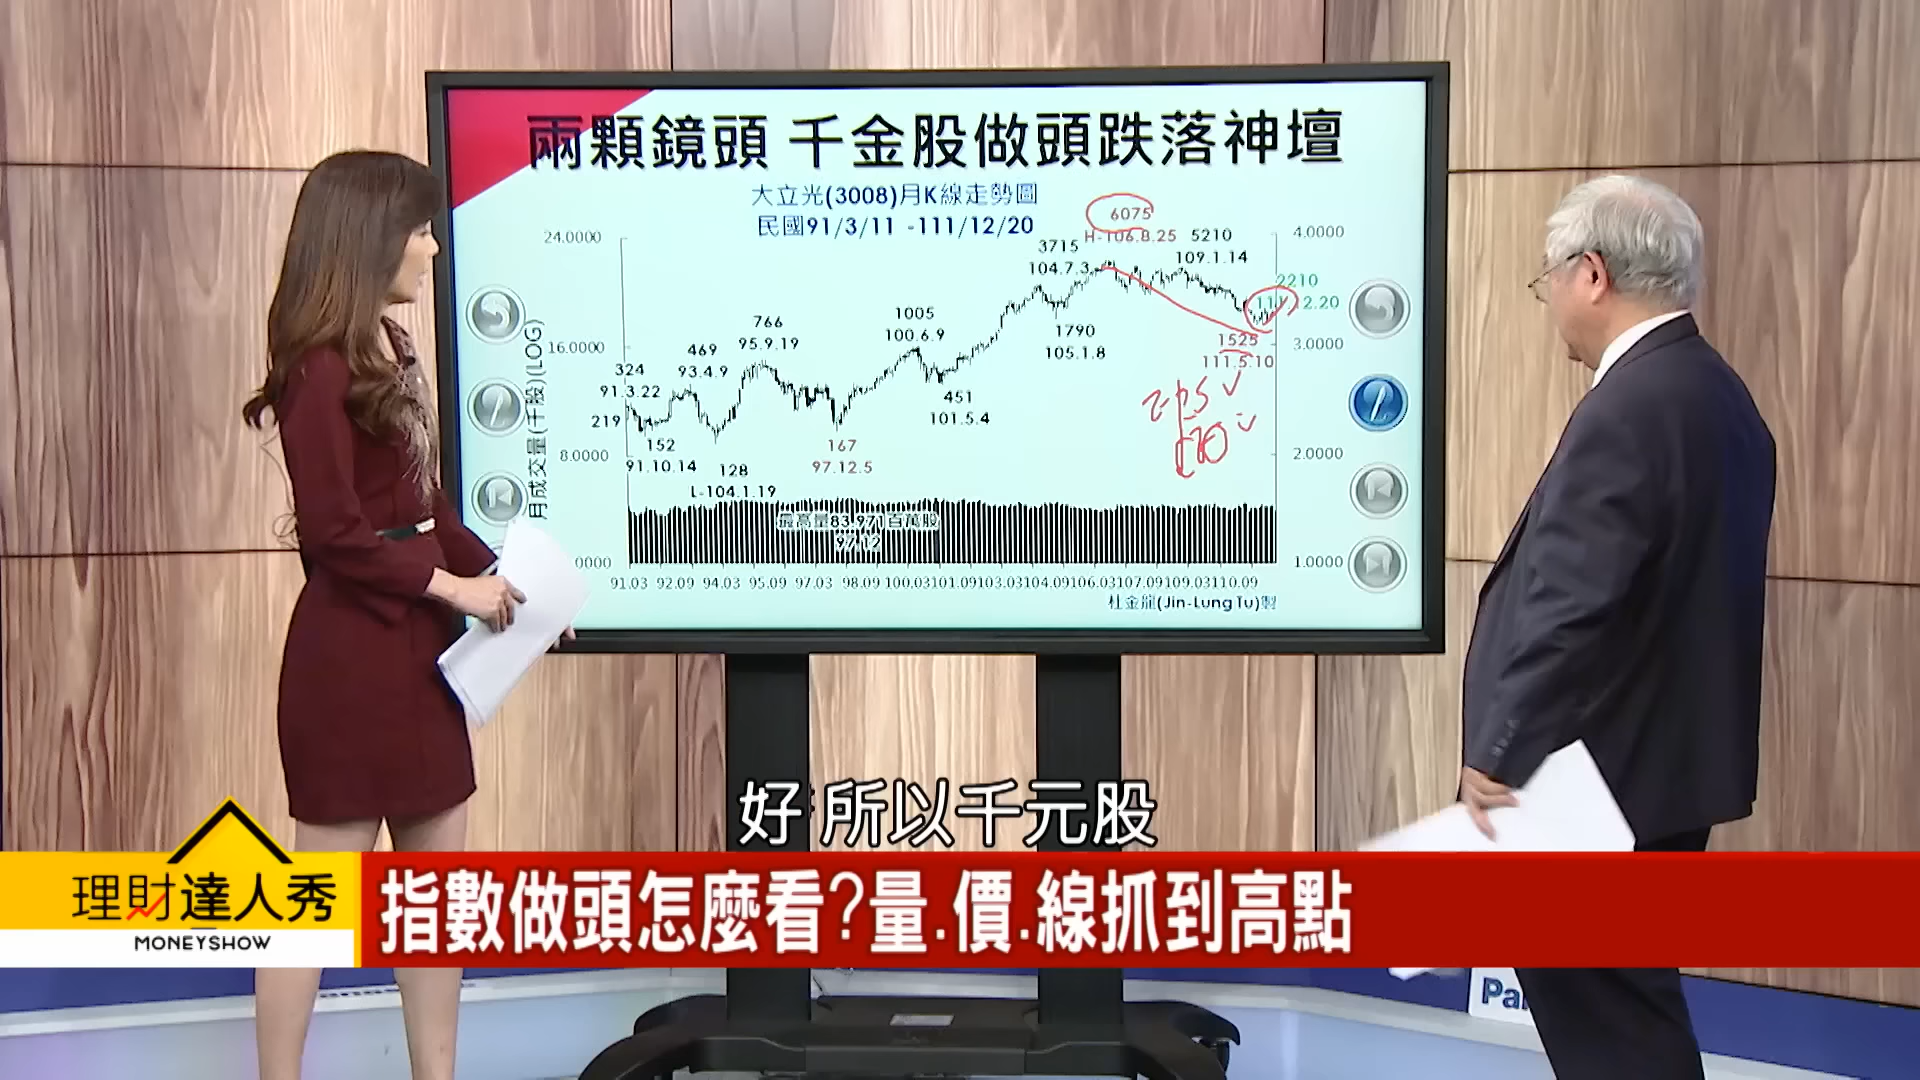 兩顆鏡頭 千金股做頭跌落神壇
大立光(3008)月K線走勢圖
民國91/3/11 -111/12/20
月成交量(千股)(LOG)
24.0000
16.0000
8.0000
0000
4.0000
3.0000
2.0000
1.0000
324
91.3.22
219
152
91.10.14
469
93.4.9
128
L-104.1.19
766
95.9.19
167
97.12.5
1005
100.6.9
451
101.5.4
3715
104.7.3
1790
105.1.8
6075
H-106.8.25
5210
109.1.14
2210
111.12.20
1525
111.5.10
最高量83.971百萬股
97.12
91.03 92.09 94.03 95.09 97.03 98.09 100.03 101.09 103.03 104.09 106.03 107.09 109.03 110.09
杜金龍(Jin-Lung Tu)製
好 所以千元股
理財達人秀
MONEYSHOW
指數做頭怎麼看?量.價.線抓到高點
Pa